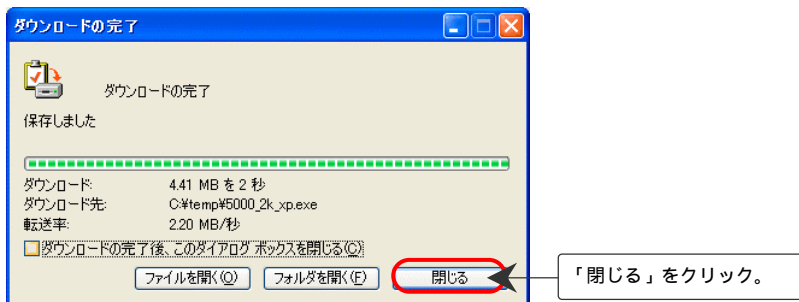 ダウンロードの完了
ダウンロードの完了
保存しました
ダウンロード: 4.41 MB を 2 秒
ダウンロード先: C:¥temp¥5000_2k_xp.exe
転送率: 2.20 MB/秒
ダウンロードの完了後、このダイアログ ボックスを閉じる(C)
ファイルを開く(O) フォルダを開く(F) 閉じる
「閉じる」をクリック。